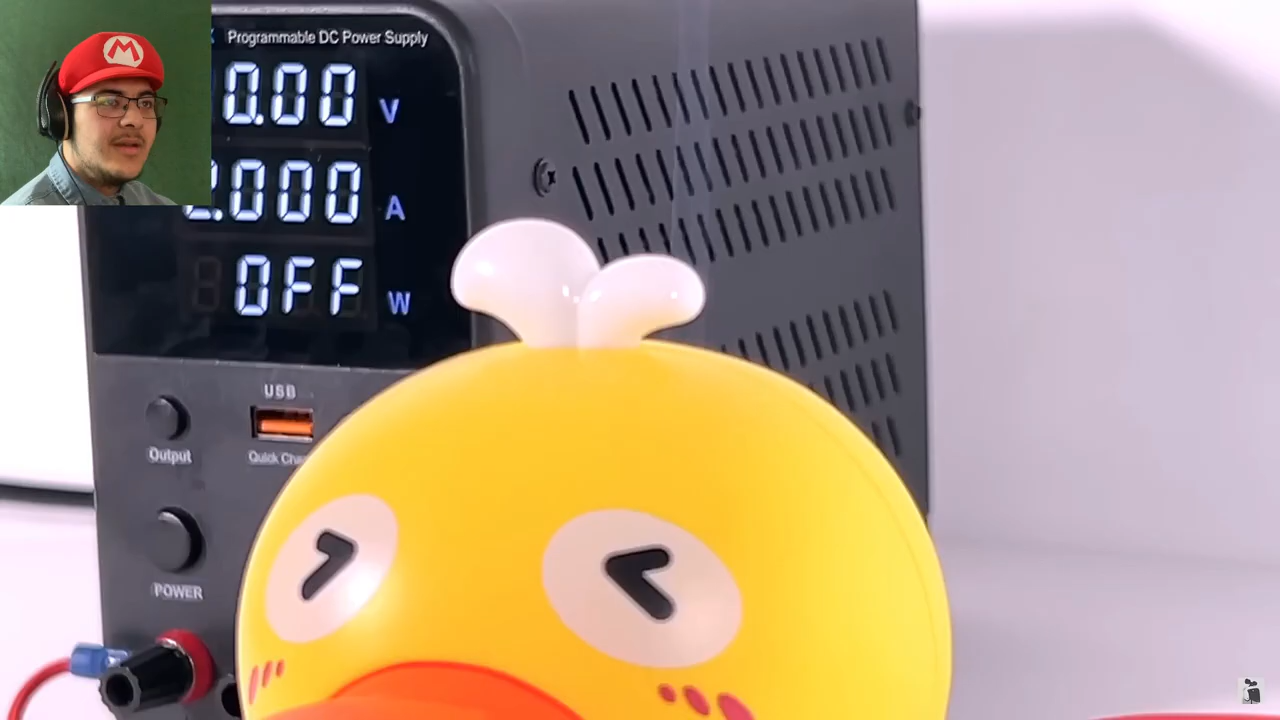 M
Programmable DC Power Supply
0.00 V
.000 A
OFF W
USB
Output
Quick Cha
POWER